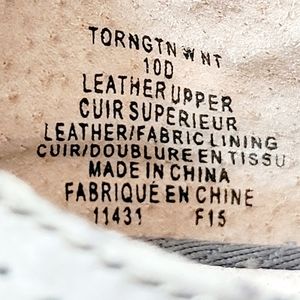 TORNGTN W NT
10D
LEATHER UPPER
CUIR SUPÉRIEUR
LEATHER/FABRIC LINING
CUIR/DOUBLURE EN TISSU
MADE IN CHINA
FABRIQUÉ EN CHINE
11431 F15